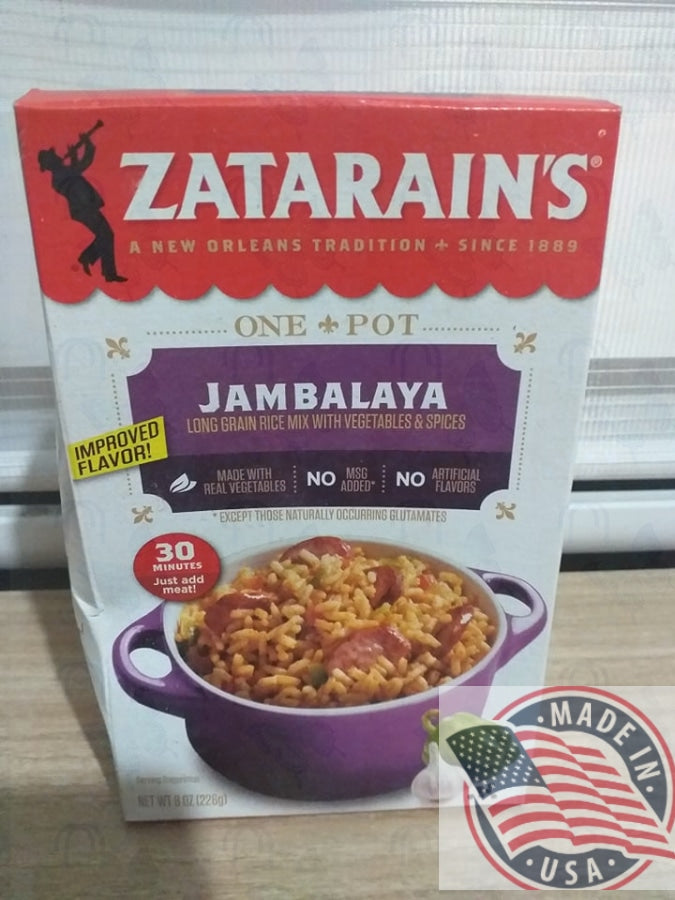 ZATARAIN'S®
A NEW ORLEANS TRADITION + SINCE 1889
ONE POT
JAMBALAYA
LONG GRAIN RICE MIX WITH VEGETABLES & SPICES
IMPROVED
FLAVOR!
MADE WITH
REAL VEGETABLES
NO MSG
ADDED*
NO ARTIFICIAL
FLAVORS
* EXCEPT THOSE NATURALLY OCCURRING GLUTAMATES
30
MINUTES
Just add
meat!
Serving Suggestion
NET WT 8 OZ (226g)
·MADE IN·
·USA·